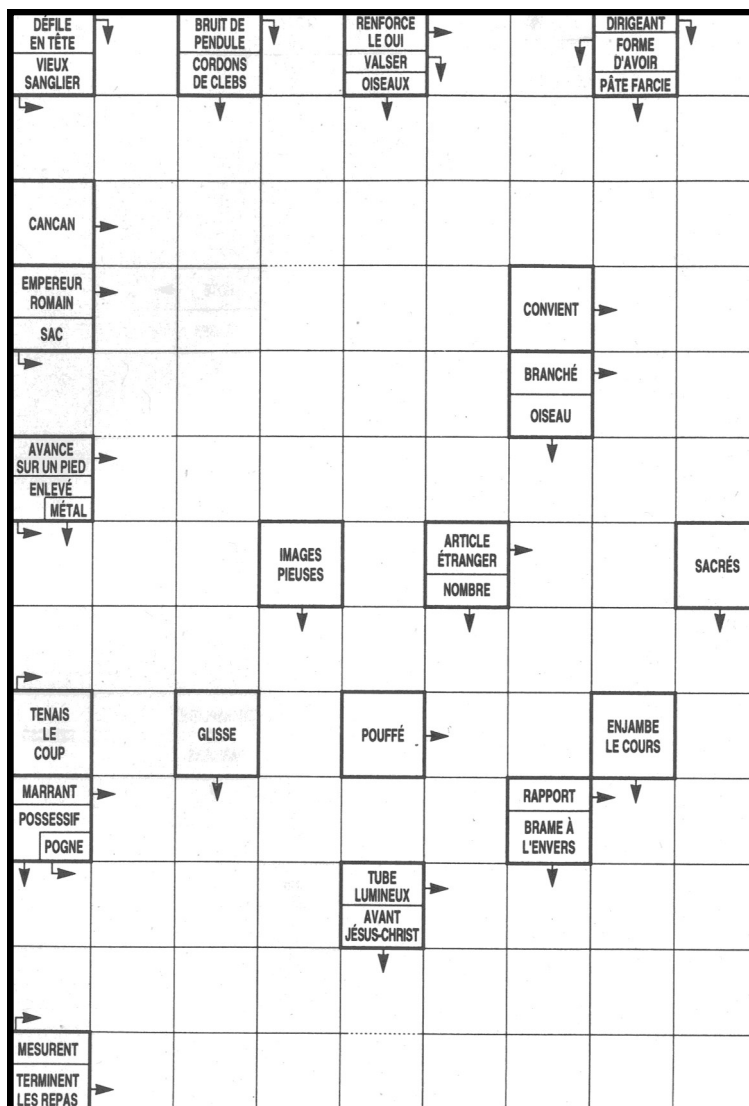 DÉFILE
EN TÊTE
VIEUX
SANGLIER
BRUIT DE
PENDULE
CORDONS
DE CLEBS
RENFORCE
LE OUI
VALSER
OISEAUX
DIRIGEANT
FORME
D'AVOIR
PÂTE FARCIE
CANCAN
EMPEREUR
ROMAIN
SAC
CONVIENT
BRANCHÉ
OISEAU
AVANCE
SUR UN PIED
ENLEVÉ
MÉTAL
IMAGES
PIEUSES
ARTICLE
ÉTRANGER
NOMBRE
SACRÉS
TENAIS
LE
COUP
GLISSE
POUFFÉ
ENJAMBE
LE COURS
MARRANT
POSSESSIF
POGNE
RAPPORT
BRAME À
L'ENVERS
TUBE
LUMINEUX
AVANT
JÉSUS-CHRIST
MESURENT
TERMINENT
LES REPAS